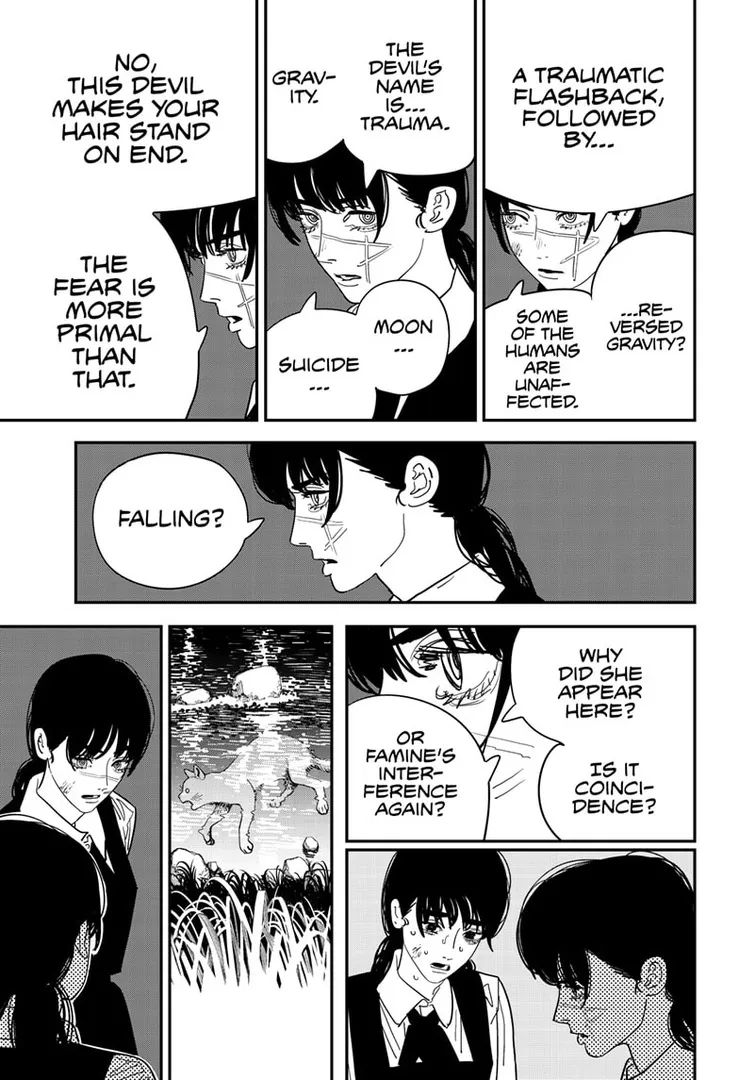 A TRAUMATIC
FLASHBACK,
FOLLOWED
BY...
...RE-
VERSED
GRAVITY?
SOME
OF THE
HUMANS
ARE
UNAF-
FECTED.
THE
DEVIL'S
NAME
IS...
TRAUMA.
GRAV-
ITY.
MOON
...
SUICIDE
...
NO,
THIS DEVIL
MAKES YOUR
HAIR STAND
ON END.
THE
FEAR IS
MORE
PRIMAL
THAN
THAT.
FALLING?
WHY
DID SHE
APPEAR
HERE?
IS IT
COINCI-
DENCE?
OR
FAMINE'S
INTER-
FERENCE
AGAIN?